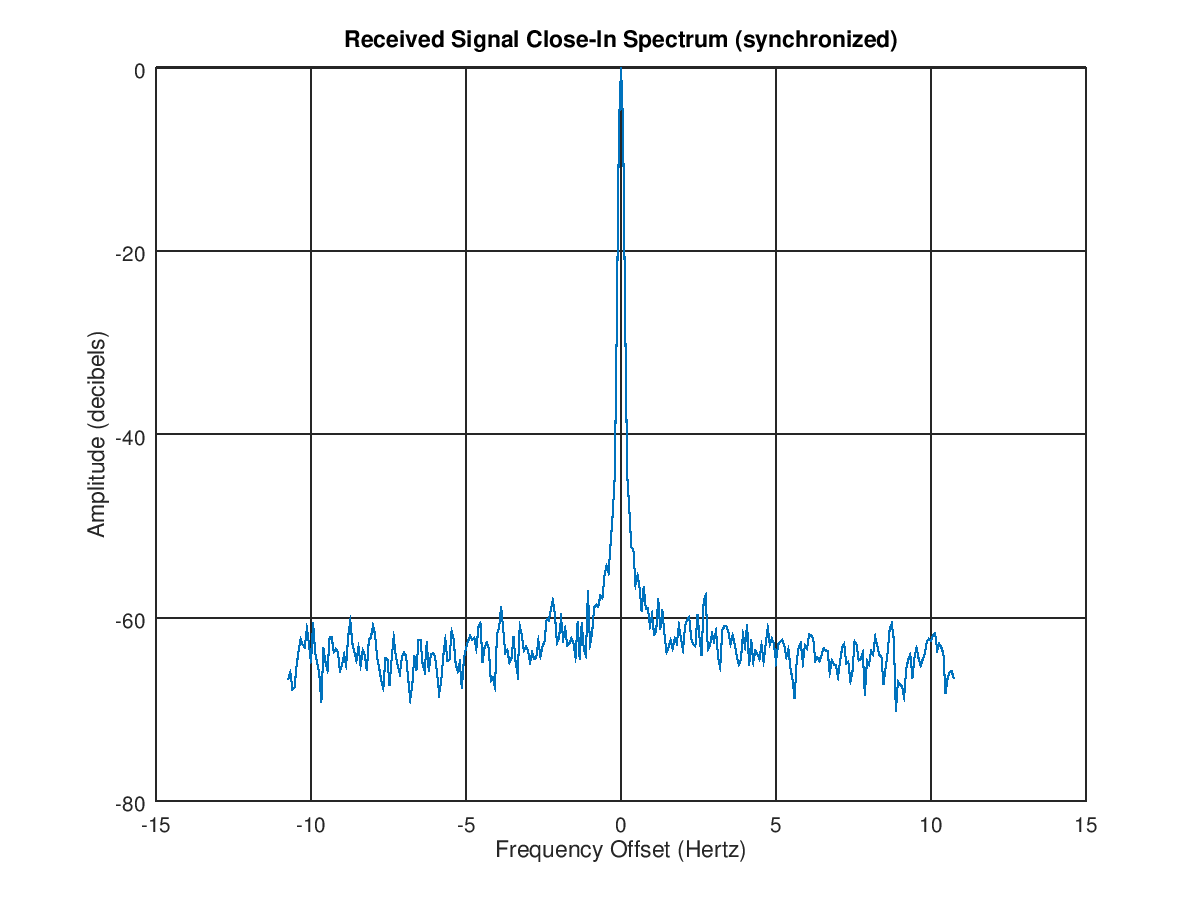 Received Signal Close-In Spectrum (synchronized)
0
-20
-40
-60
-80
Amplitude (decibels)
-15 -10 -5 0 5 10 15
Frequency Offset (Hertz)